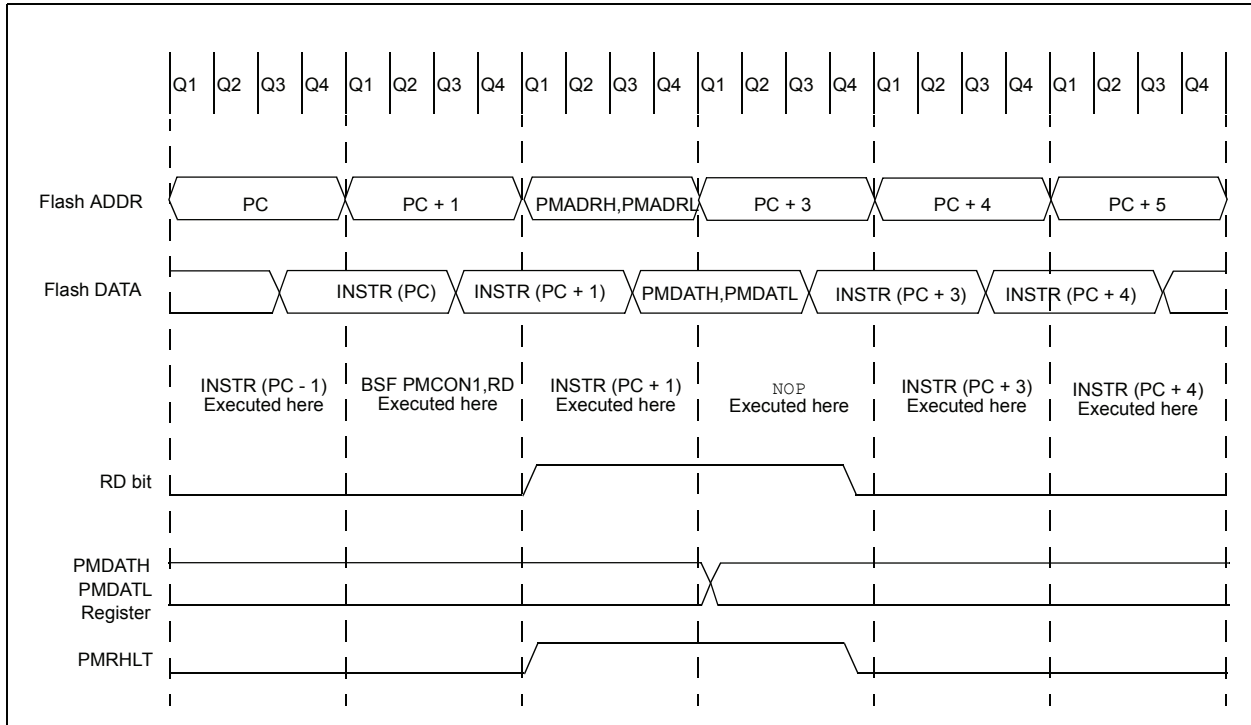 Q1 Q2 Q3 Q4 Q1 Q2 Q3 Q4 Q1 Q2 Q3 Q4 Q1 Q2 Q3 Q4 Q1 Q2 Q3 Q4 Q1 Q2 Q3 Q4
Flash ADDR PC PC + 1 PMADRH,PMADRL PC + 3 PC + 4 PC + 5
Flash DATA INSTR (PC) INSTR (PC + 1) PMDATH,PMDATL INSTR (PC + 3) INSTR (PC + 4)
INSTR (PC - 1)
Executed here
BSF PMCON1,RD
Executed here
INSTR (PC + 1)
Executed here
NOP
Executed here
INSTR (PC + 3)
Executed here
INSTR (PC + 4)
Executed here
RD bit
PMDATH
PMDATL
Register
PMRHLT